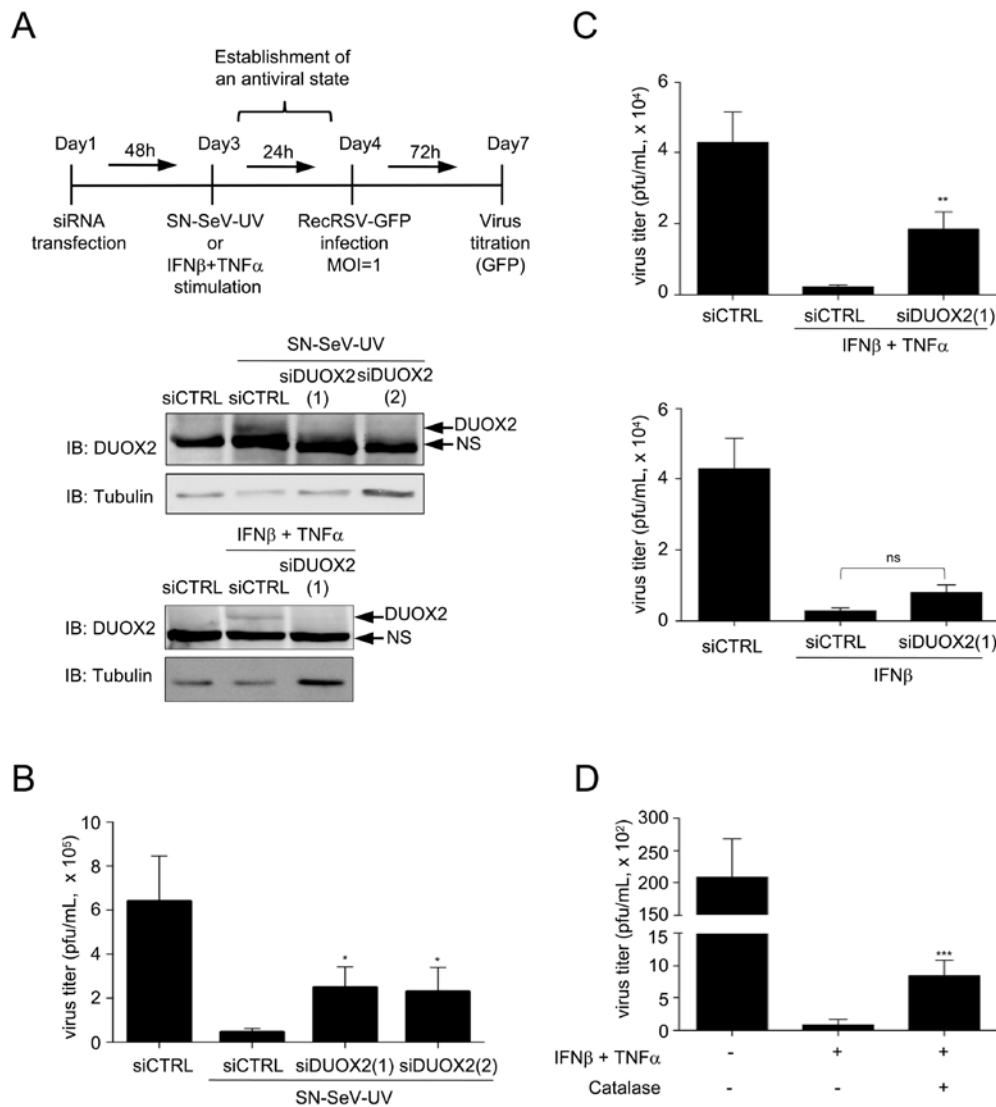 A
Establishment of
an antiviral state
Day1 48h Day3 24h Day4 72h Day7
siRNA
transfection
SN-SeV-UV
or
IFNβ+TNFα
stimulation
RecRSV-GFP
infection
MOI=1
Virus
titration
(GFP)
SN-SeV-UV
siCTRL siCTRL siDUOX2 (1) siDUOX2 (2)
IB: DUOX2
DUOX2
NS
IB: Tubulin
IFNβ + TNFα
siCTRL siCTRL siDUOX2 (1)
IB: DUOX2
DUOX2
NS
IB: Tubulin
B
virus titer (pfu/mL, x 10⁵)
10
8
6
4
2
0
* *
siCTRL siCTRL siDUOX2(1) siDUOX2(2)
SN-SeV-UV
C
virus titer (pfu/mL, x 10⁴)
6
4
2
0
**
siCTRL siCTRL siDUOX2(1)
IFNβ + TNFα
virus titer (pfu/mL, x 10⁴)
6
4
2
0
ns
siCTRL siCTRL siDUOX2(1)
IFNβ
D
virus titer (pfu/mL, x 10²)
300
250
200
150
15
10
5
0
***
IFNβ + TNFα - + +
Catalase - - +